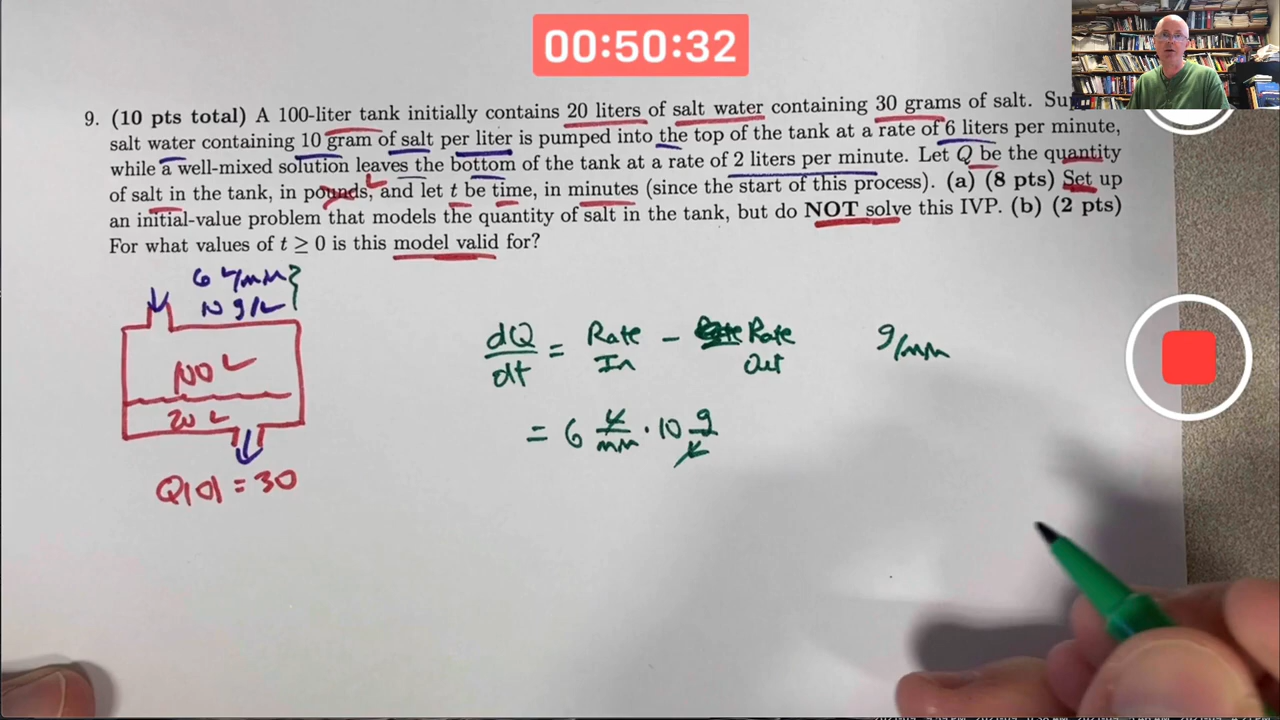 00:50:32
9. (10 pts total) A 100-liter tank initially contains 20 liters of salt water containing 30 grams of salt.
salt water containing 10 gram of salt per liter is pumped into the top of the tank at a rate of 6 liters per minute,
while a well-mixed solution leaves the bottom of the tank at a rate of 2 liters per minute. Let Q be the quantity
of salt in the tank, in pounds, and let t be time, in minutes (since the start of this process). (a) (8 pts) Set up
an initial-value problem that models the quantity of salt in the tank, but do NOT solve this IVP. (b) (2 pts)
For what values of t ≥ 0 is this model valid for?
6 L/min
10 g/L
100 L
20 L
Q(0) = 30
dQ/dt = Rate In - Rate Out
g/min
= 6 L/min · 10 g/L